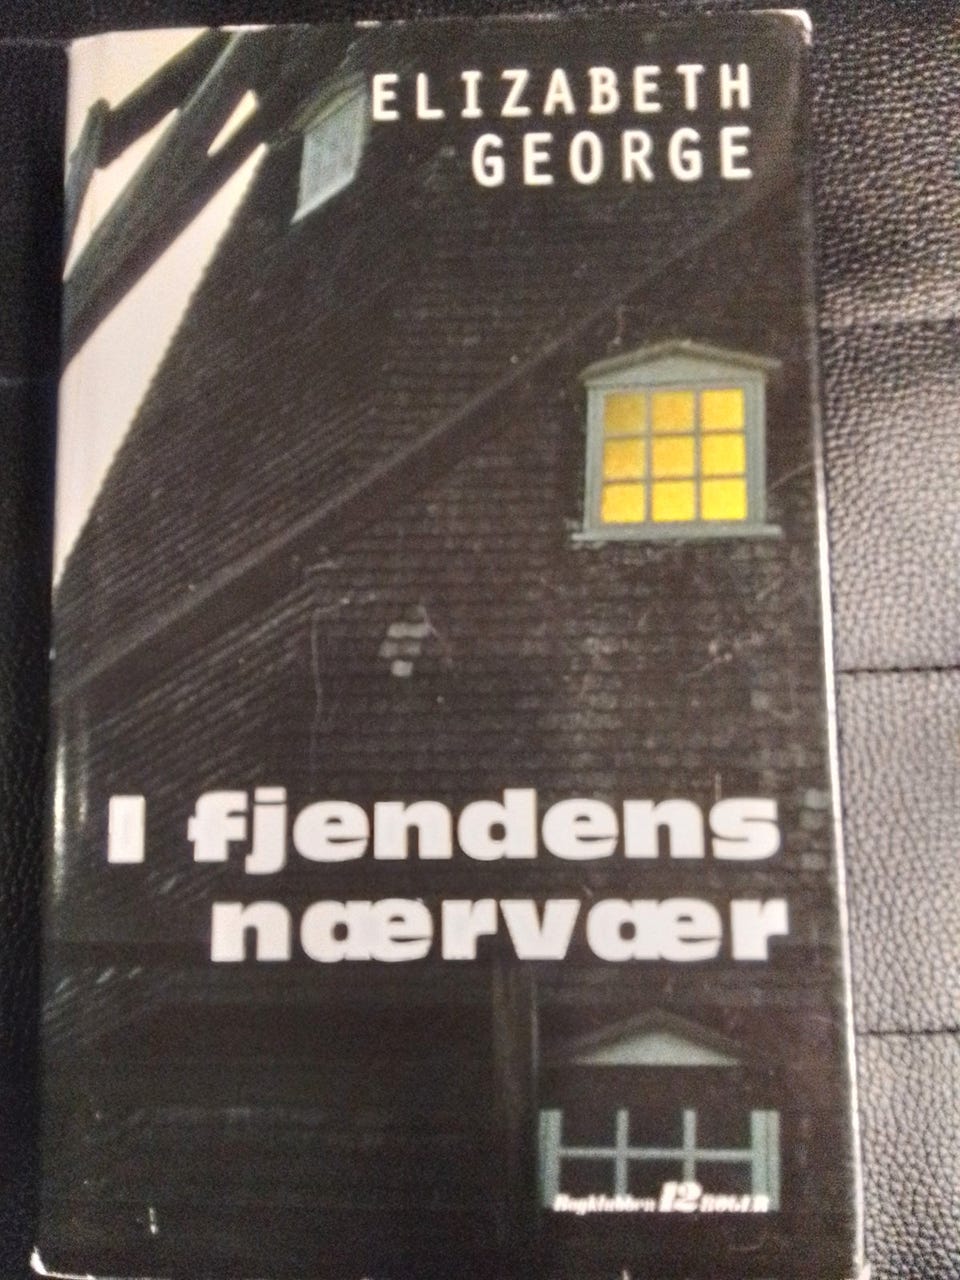 ELIZABETH
GEORGE
I fjendens
nærvær
Bogklubben 12 BØGER